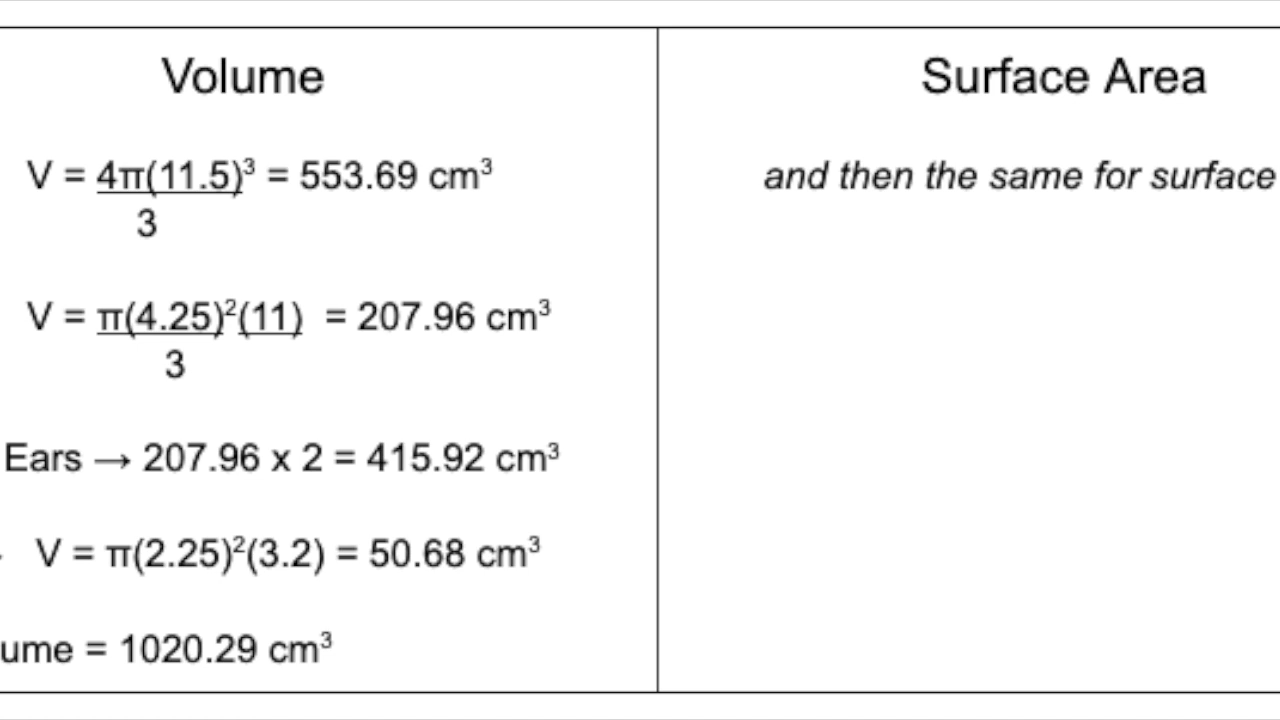 Volume
Surface Area
V = 4π(11.5)³ = 553.69 cm³
3
and then the same for surface
V = π(4.25)²(11) = 207.96 cm³
3
Ears → 207.96 x 2 = 415.92 cm³
V = π(2.25)²(3.2) = 50.68 cm³
ume = 1020.29 cm³